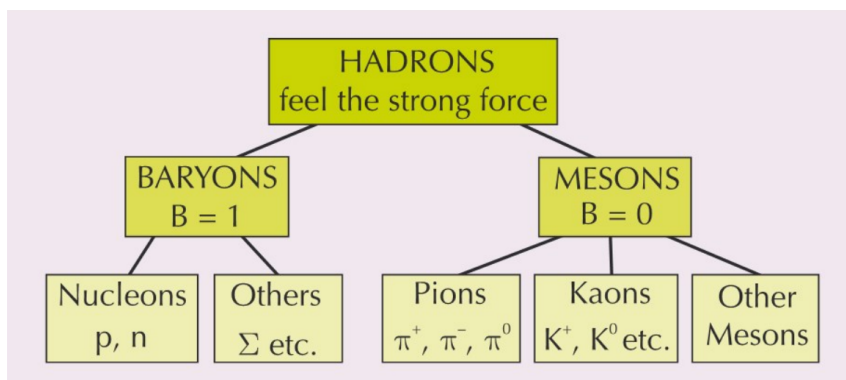 HADRONS
feel the strong force
BARYONS
B = 1
MESONS
B = 0
Nucleons
p, n
Others
Σ etc.
Pions
π⁺, π⁻, π⁰
Kaons
K⁺, K⁰ etc.
Other
Mesons